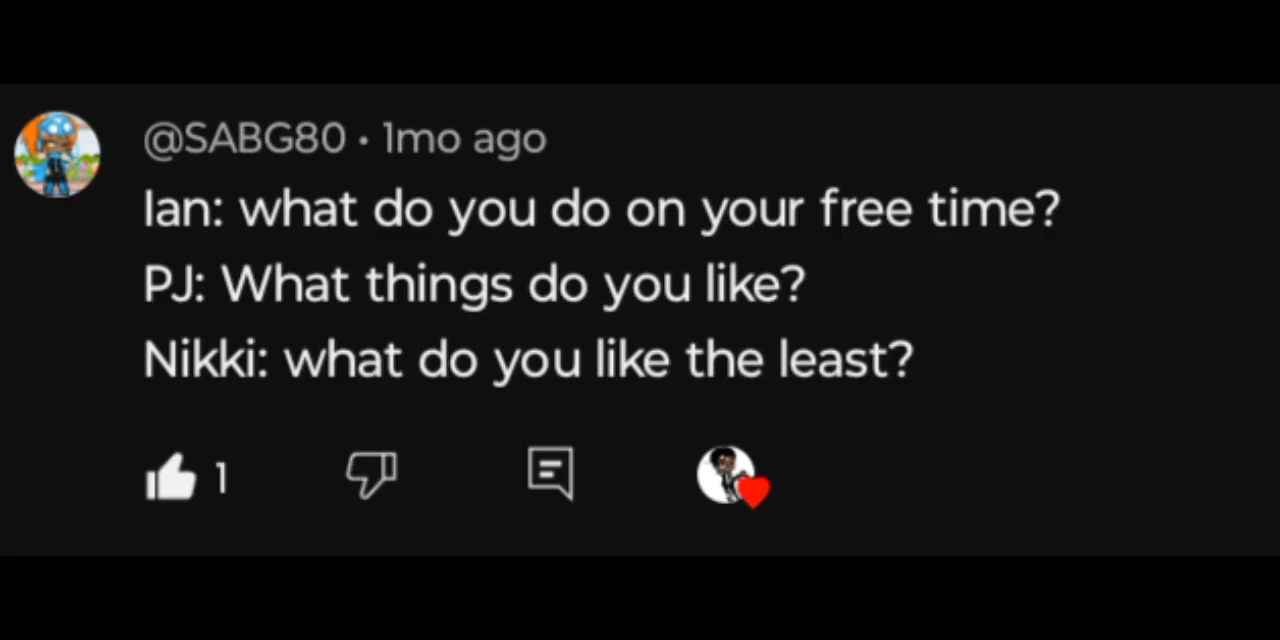 @SABG80 • 1mo ago
Ian: what do you do on your free time?
PJ: What things do you like?
Nikki: what do you like the least?
1